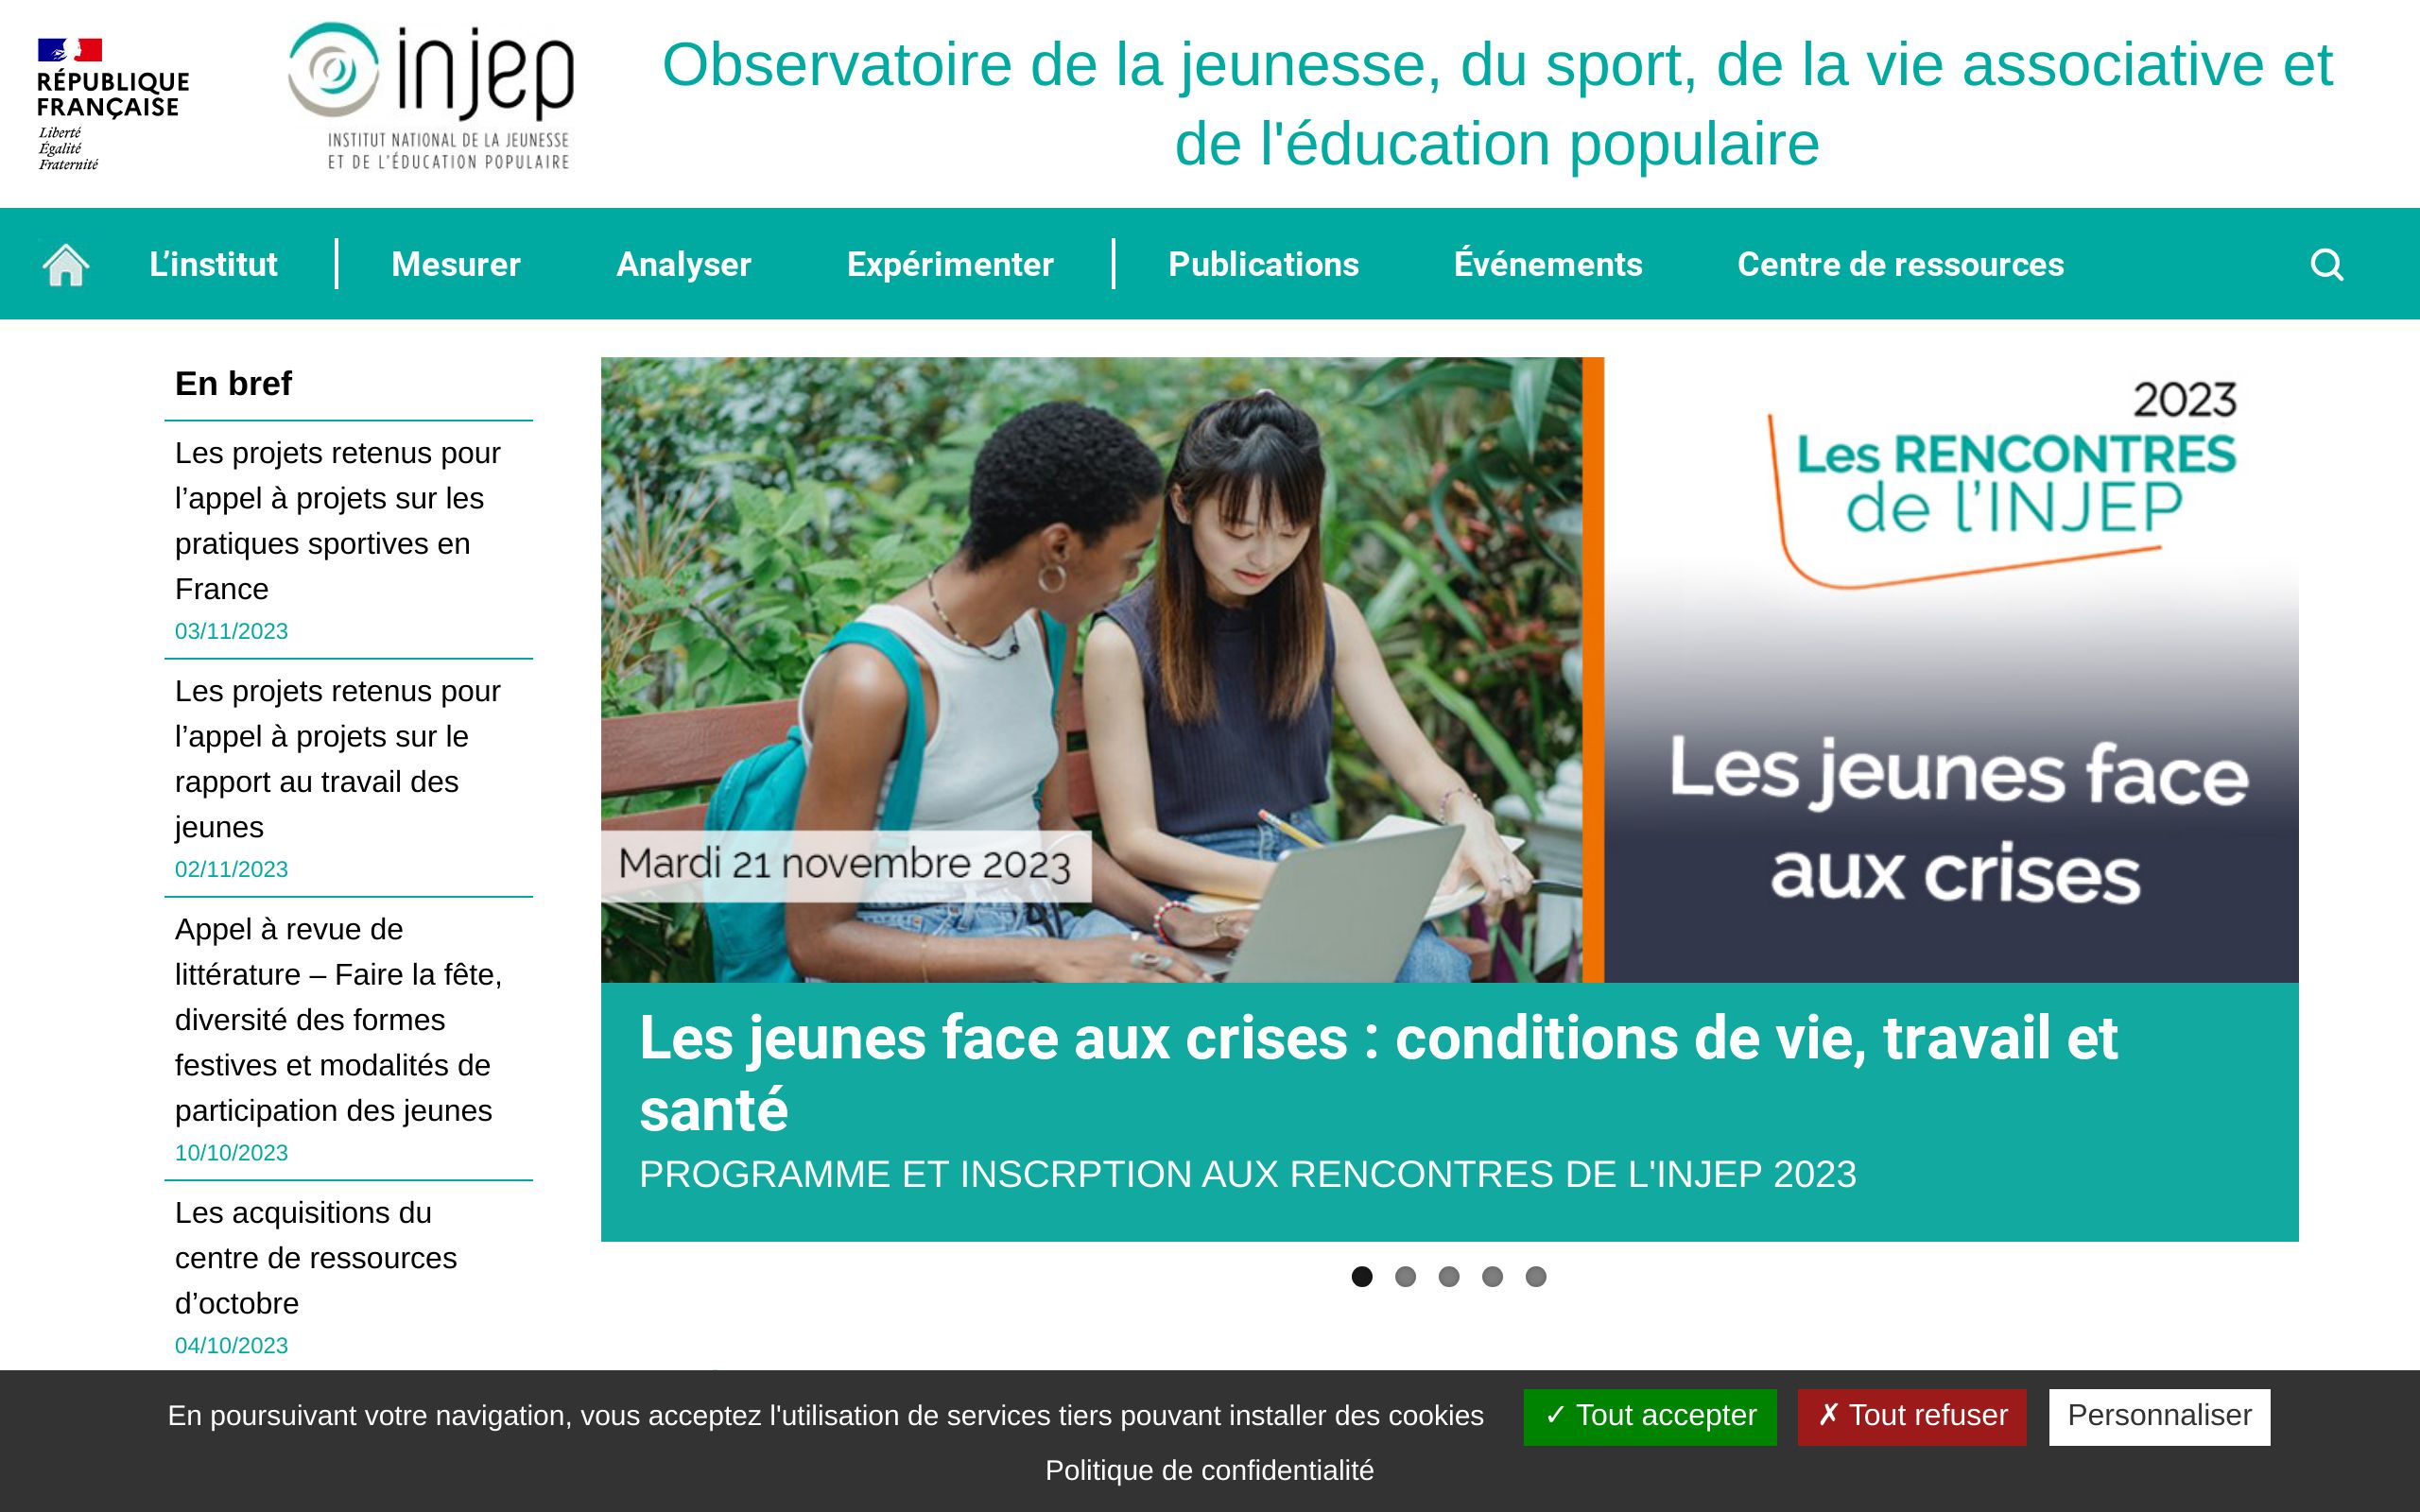 RÉPUBLIQUE
FRANÇAISE
Liberté
Égalité
Fraternité
injep
INSTITUT NATIONAL DE LA JEUNESSE
ET DE L'ÉDUCATION POPULAIRE
Observatoire de la jeunesse, du sport, de la vie associative et
de l'éducation populaire
L’institut
Mesurer
Analyser
Expérimenter
Publications
Événements
Centre de ressources
En bref
Les projets retenus pour
l’appel à projets sur les
pratiques sportives en
France
03/11/2023
Les projets retenus pour
l’appel à projets sur le
rapport au travail des
jeunes
02/11/2023
Appel à revue de
littérature – Faire la fête,
diversité des formes
festives et modalités de
participation des jeunes
10/10/2023
Les acquisitions du
centre de ressources
d’octobre
04/10/2023
Mardi 21 novembre 2023
2023
Les RENCONTRES
de l’INJEP
Les jeunes face
aux crises
Les jeunes face aux crises : conditions de vie, travail et
santé
PROGRAMME ET INSCRPTION AUX RENCONTRES DE L'INJEP 2023
En poursuivant votre navigation, vous acceptez l'utilisation de services tiers pouvant installer des cookies
✓ Tout accepter
✗ Tout refuser
Personnaliser
Politique de confidentialité